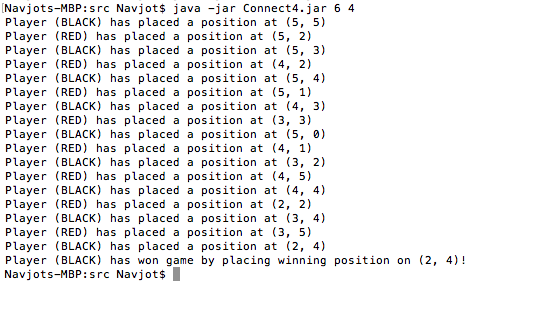 Navjots-MBP:src Navjot$ java -jar Connect4.jar 6 4
Player (BLACK) has placed a position at (5, 5)
Player (RED) has placed a position at (5, 2)
Player (BLACK) has placed a position at (5, 3)
Player (RED) has placed a position at (4, 2)
Player (BLACK) has placed a position at (5, 4)
Player (RED) has placed a position at (5, 1)
Player (BLACK) has placed a position at (4, 3)
Player (RED) has placed a position at (3, 3)
Player (BLACK) has placed a position at (5, 0)
Player (RED) has placed a position at (4, 1)
Player (BLACK) has placed a position at (3, 2)
Player (RED) has placed a position at (4, 5)
Player (BLACK) has placed a position at (4, 4)
Player (RED) has placed a position at (2, 2)
Player (BLACK) has placed a position at (3, 4)
Player (RED) has placed a position at (3, 5)
Player (BLACK) has placed a position at (2, 4)
Player (BLACK) has won game by placing winning position on (2, 4)!
Navjots-MBP:src Navjot$